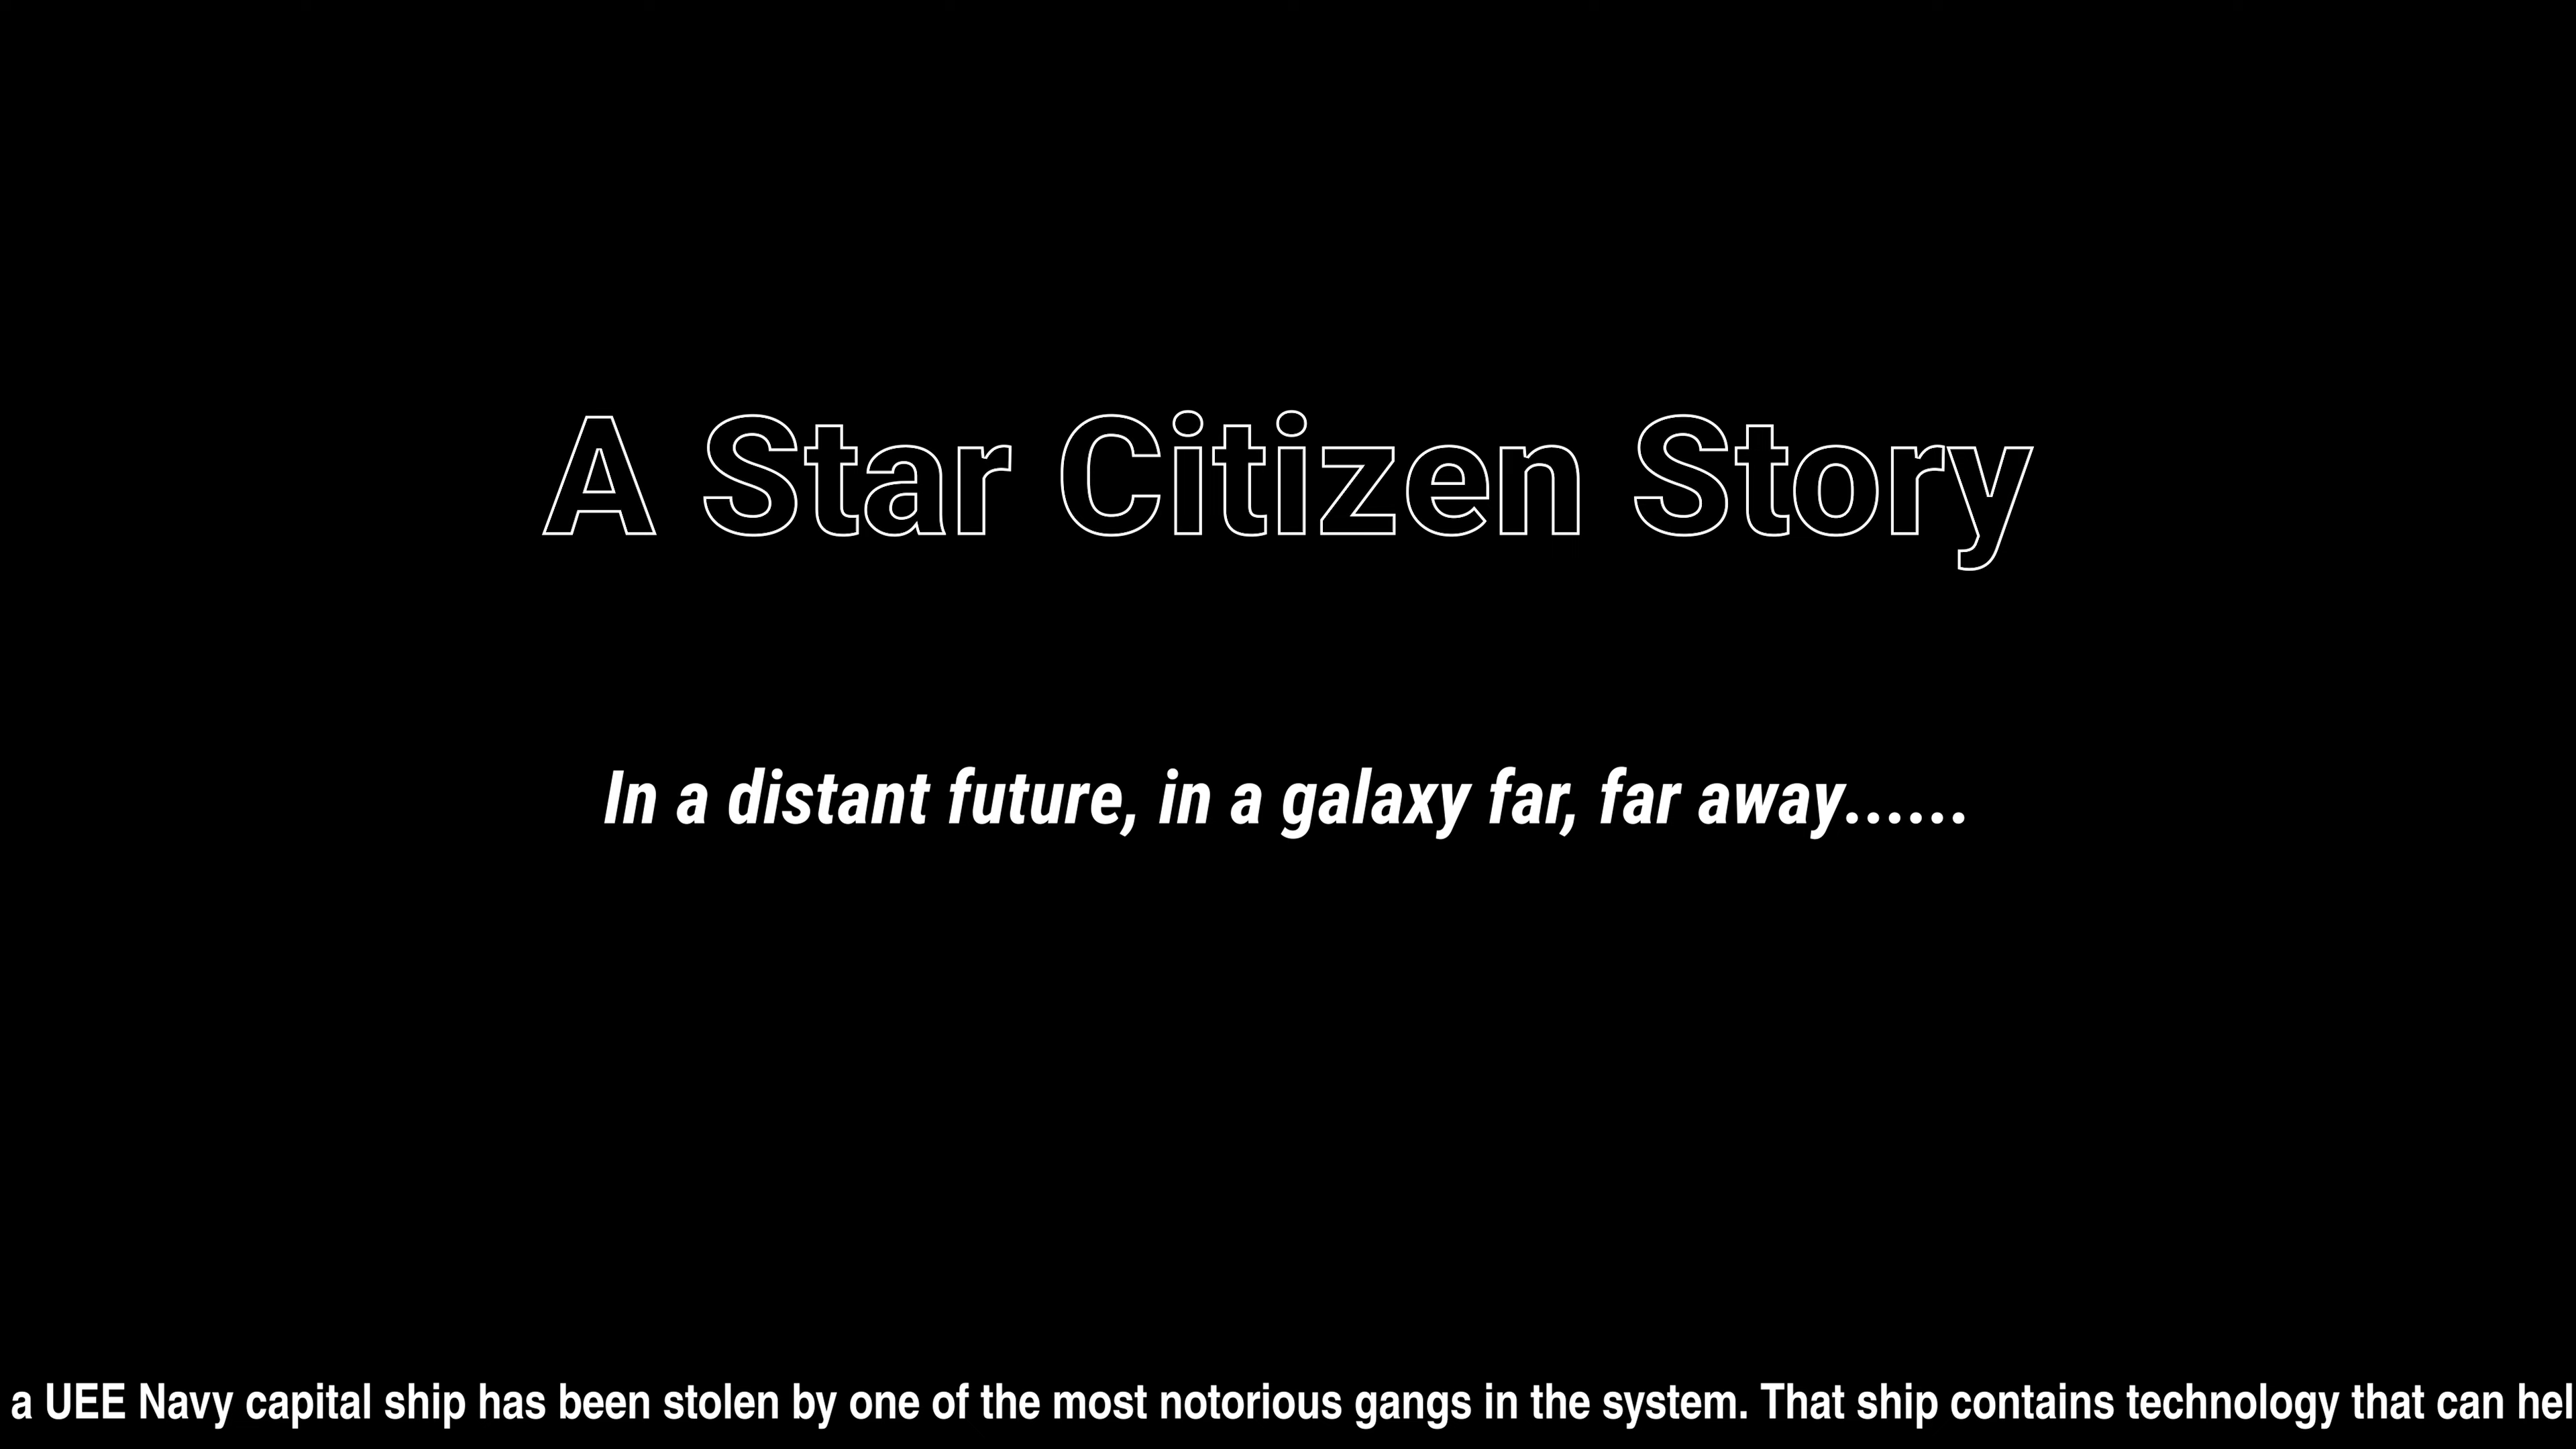 A Star Citizen Story
In a distant future, in a galaxy far, far away......
a UEE Navy capital ship has been stolen by one of the most notorious gangs in the system. That ship contains technology that can hel